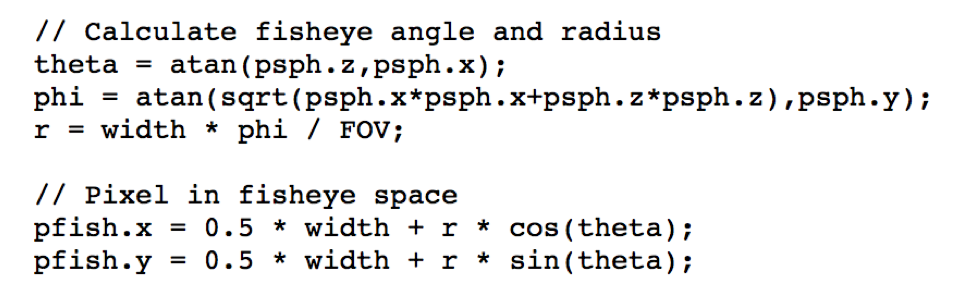 // Calculate fisheye angle and radius
theta = atan(psph.z,psph.x);
phi = atan(sqrt(psph.x*psph.x+psph.z*psph.z),psph.y);
r = width * phi / FOV;
// Pixel in fisheye space
pfish.x = 0.5 * width + r * cos(theta);
pfish.y = 0.5 * width + r * sin(theta);